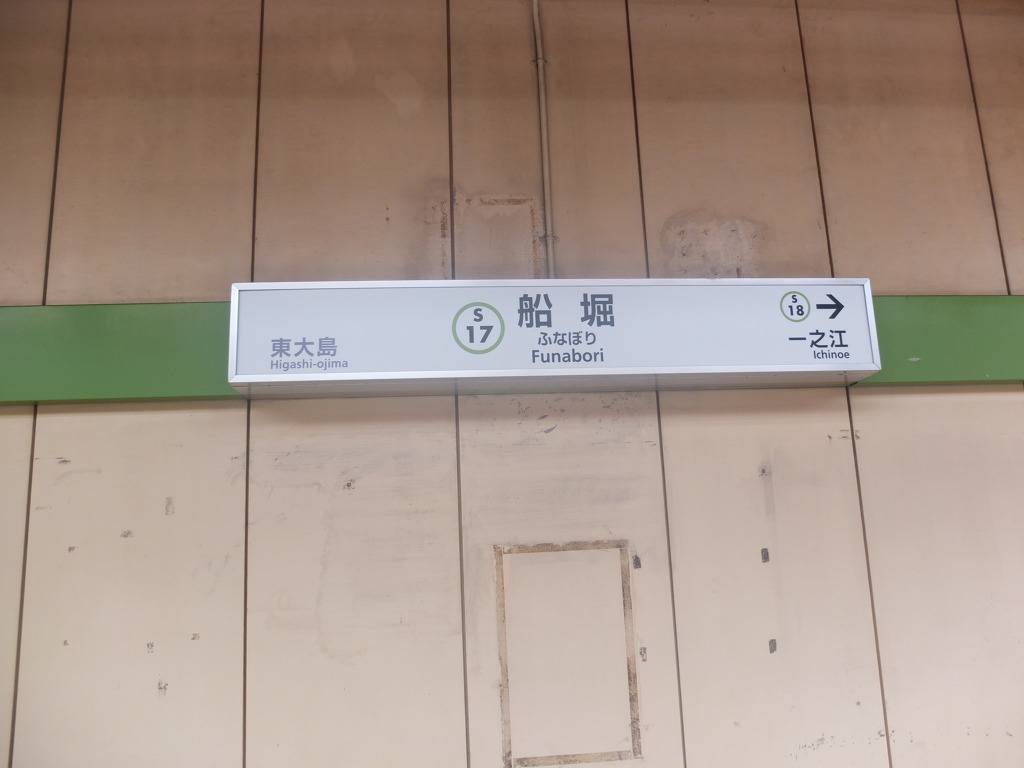 東大島
Higashi-ojima
S
17
船堀
ふなぼり
Funabori
S
18
一之江
Ichinoe